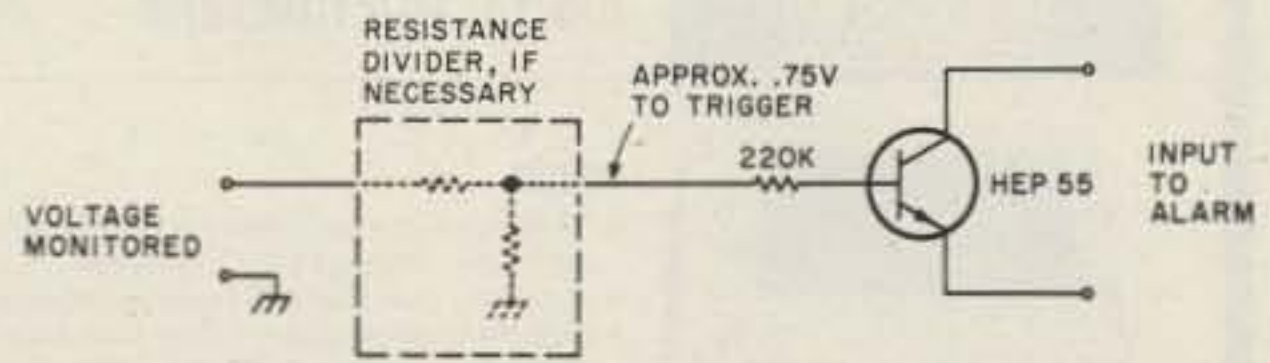 RESISTANCE
DIVIDER, IF
NECESSARY
APPROX. .75V
TO TRIGGER
220K
HEP 55
INPUT
TO
ALARM
VOLTAGE
MONITORED